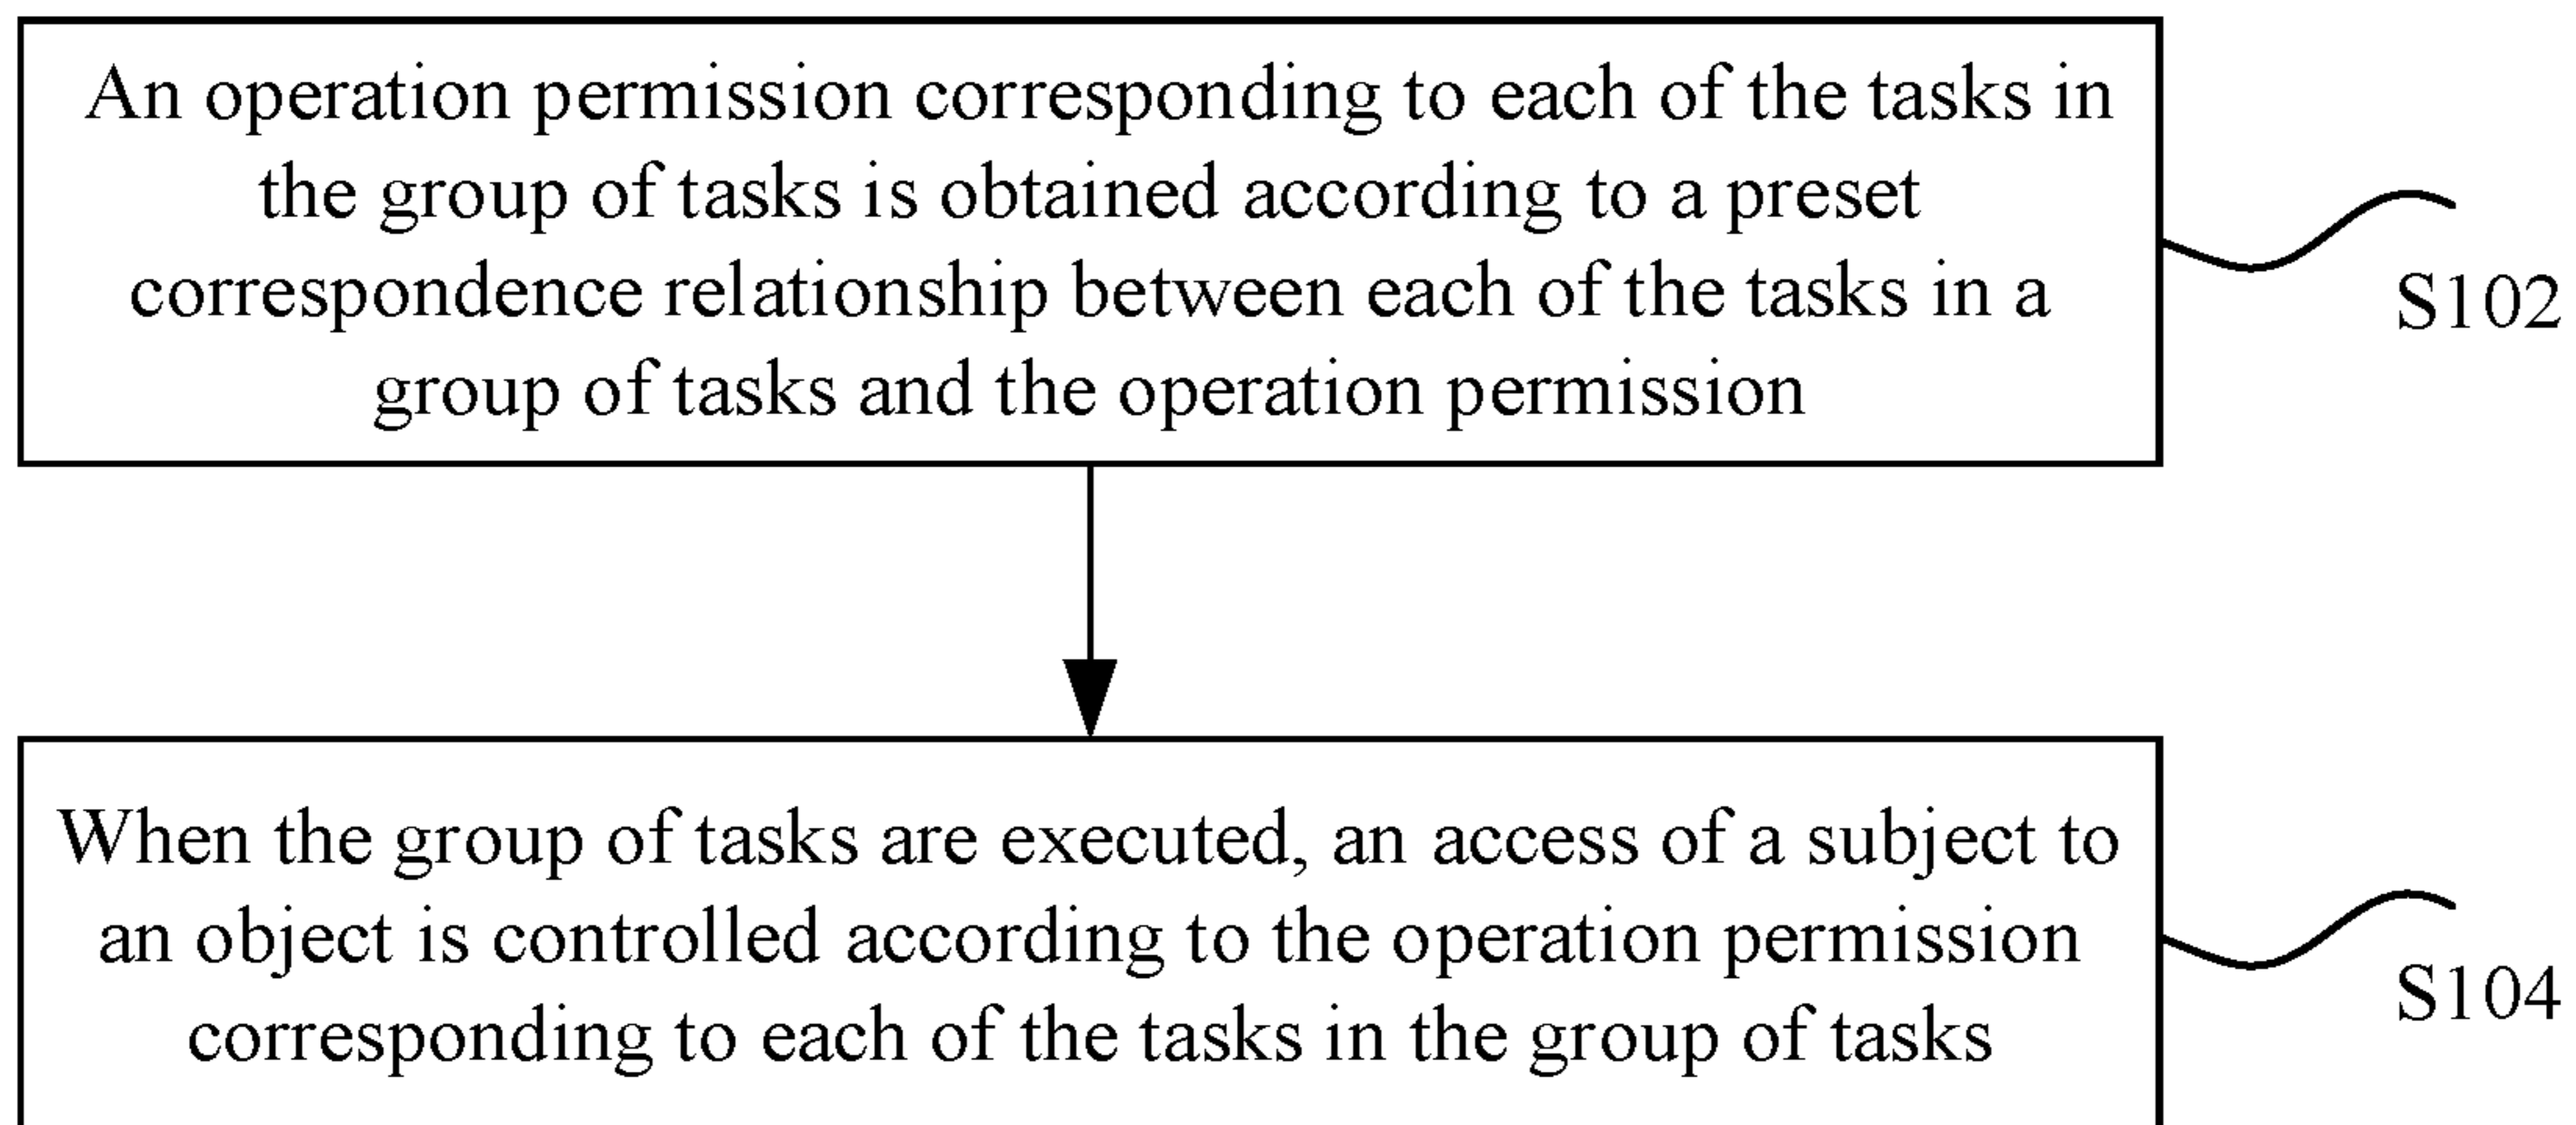 An operation permission corresponding to each of the tasks in
the group of tasks is obtained according to a preset
correspondence relationship between each of the tasks in a
group of tasks and the operation permission
S102
When the group of tasks are executed, an access of a subject to
an object is controlled according to the operation permission
corresponding to each of the tasks in the group of tasks
S104